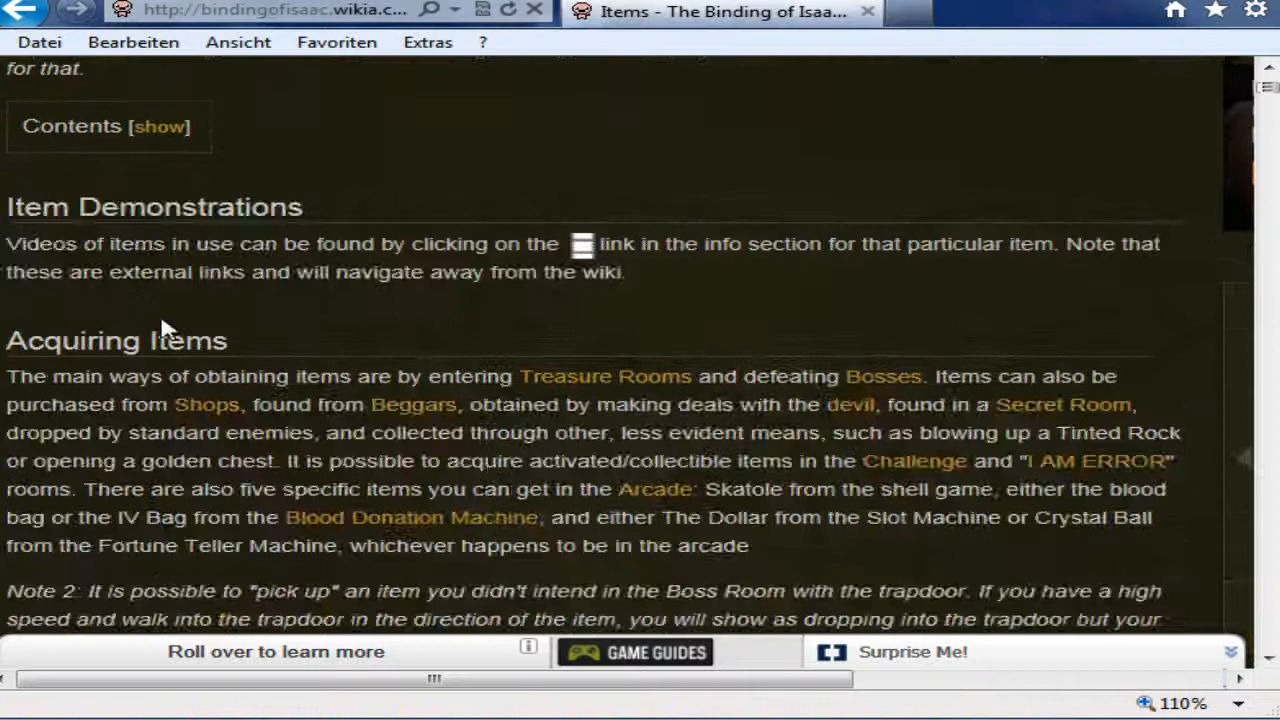 http://bindingofisaac.wikia.c...
Items - The Binding of Isaa...
Datei Bearbeiten Ansicht Favoriten Extras ?
for that.
Contents [show]
Item Demonstrations
Videos of items in use can be found by clicking on the link in the info section for that particular item. Note that
these are external links and will navigate away from the wiki.
Acquiring Items
The main ways of obtaining items are by entering Treasure Rooms and defeating Bosses. Items can also be
purchased from Shops, found from Beggars, obtained by making deals with the devil, found in a Secret Room,
dropped by standard enemies, and collected through other, less evident means, such as blowing up a Tinted Rock
or opening a golden chest. It is possible to acquire activated/collectible items in the Challenge and "I AM ERROR"
rooms. There are also five specific items you can get in the Arcade: Skatole from the shell game, either the blood
bag or the IV Bag from the Blood Donation Machine, and either The Dollar from the Slot Machine or Crystal Ball
from the Fortune Teller Machine, whichever happens to be in the arcade
Note 2: It is possible to "pick up" an item you didn't intend in the Boss Room with the trapdoor. If you have a high
speed and walk into the trapdoor in the direction of the item, you will show as dropping into the trapdoor but your
Roll over to learn more
GAME GUIDES
Surprise Me!
110%